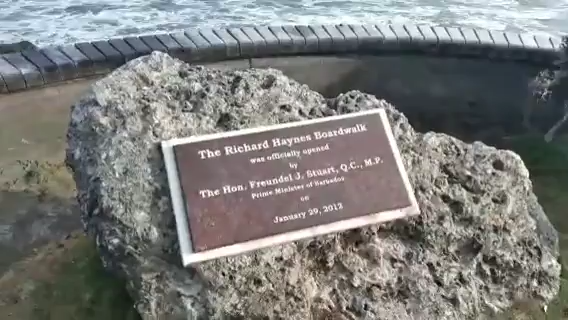 The Richard Haynes Boardwalk
was officially opened
by
The Hon. Freundel J. Stuart, Q.C., M.P.
Prime Minister of Barbados
on
January 29, 2013